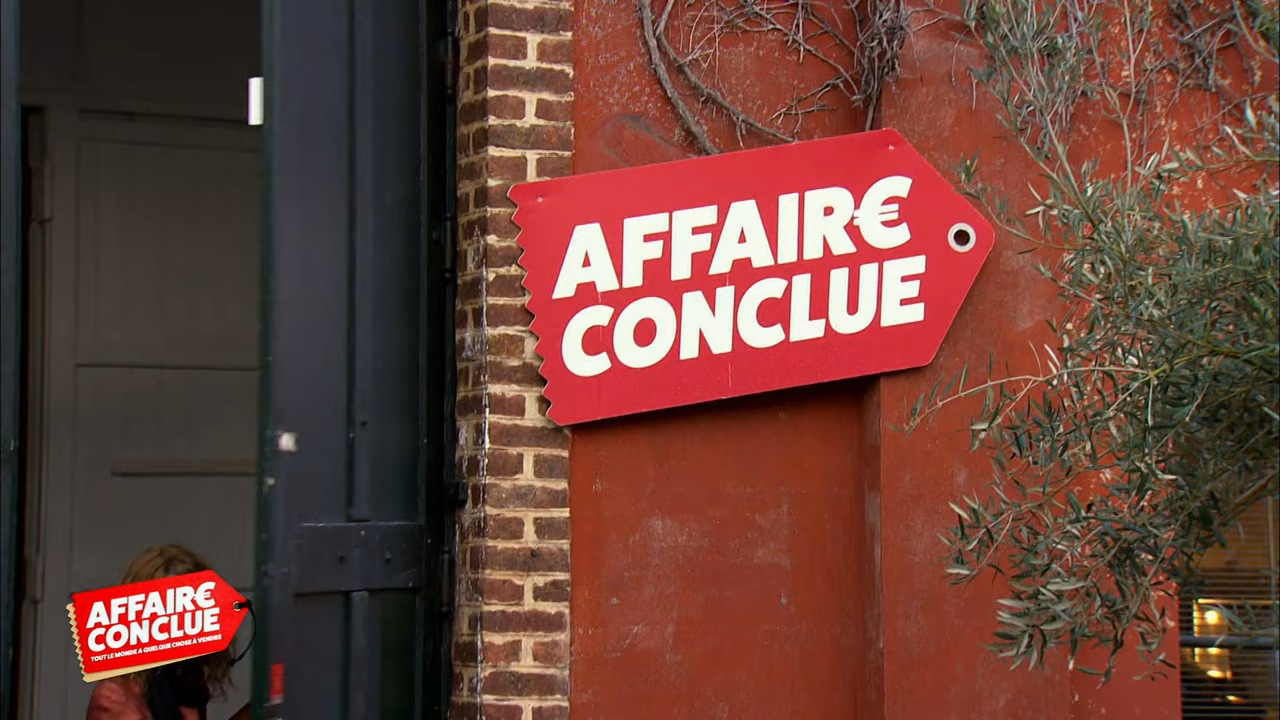 AFFAIR€
CONCLUE
AFFAIR€
CONCLUE
TOUT LE MONDE A QUELQUE CHOSE À VENDRE